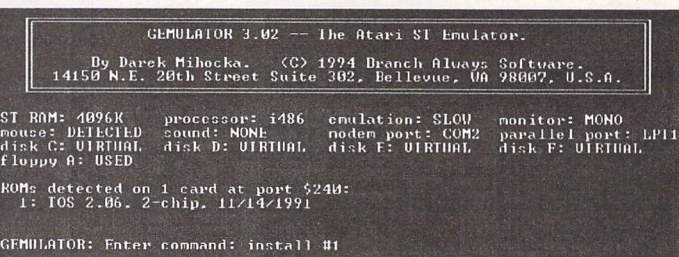 GEMULATOR 3.02 -- The Atari ST Emulator.
By Darek Mihocka.   (C) 1994 Branch Always Software.
14150 N.E. 20th Street Suite 302, Bellevue, WA 98007, U.S.A.
ST RAM: 4096K    processor: i486    emulation: SLOW    monitor: MONO
mouse: DETECTED    sound: NONE    modem port: COM2    parallel port: LPT1
disk C: VIRTUAL    disk D: VIRTUAL    disk E: VIRTUAL    disk F: VIRTUAL
floppy A: USED
ROMs detected on 1 card at port $240:
1: TOS 2.06, 2-chip, 11/14/1991
GEMULATOR: Enter command: install #1